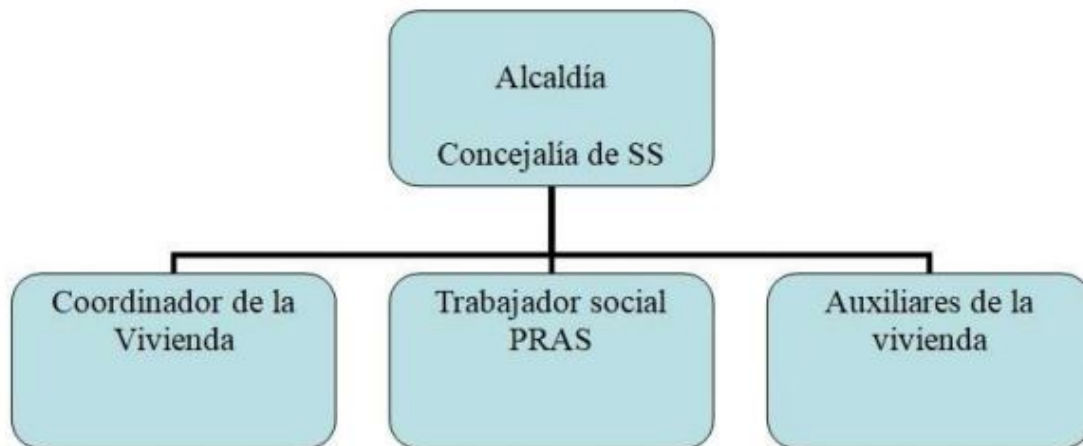 Alcaldía
Concejalía de SS
Coordinador de la
Vivienda
Trabajador social
PRAS
Auxiliares de la
vivienda